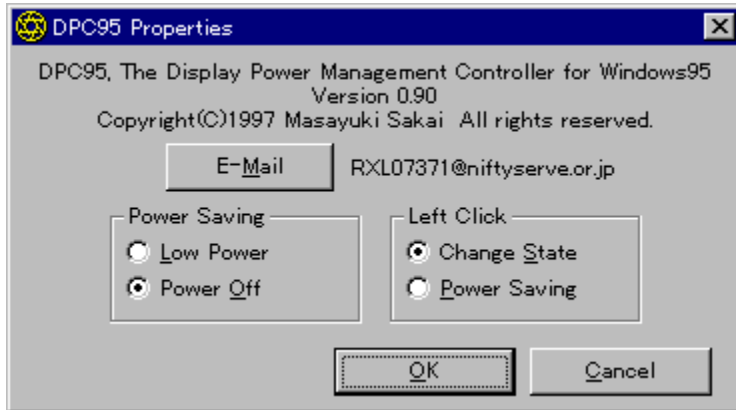 DPC95 Properties
DPC95, The Display Power Management Controller for Windows95
Version 0.90
Copyright(C)1997 Masayuki Sakai  All rights reserved.
E-Mail
RXL07371@niftyserve.or.jp
Power Saving
Low Power
Power Off
Left Click
Change State
Power Saving
OK
Cancel